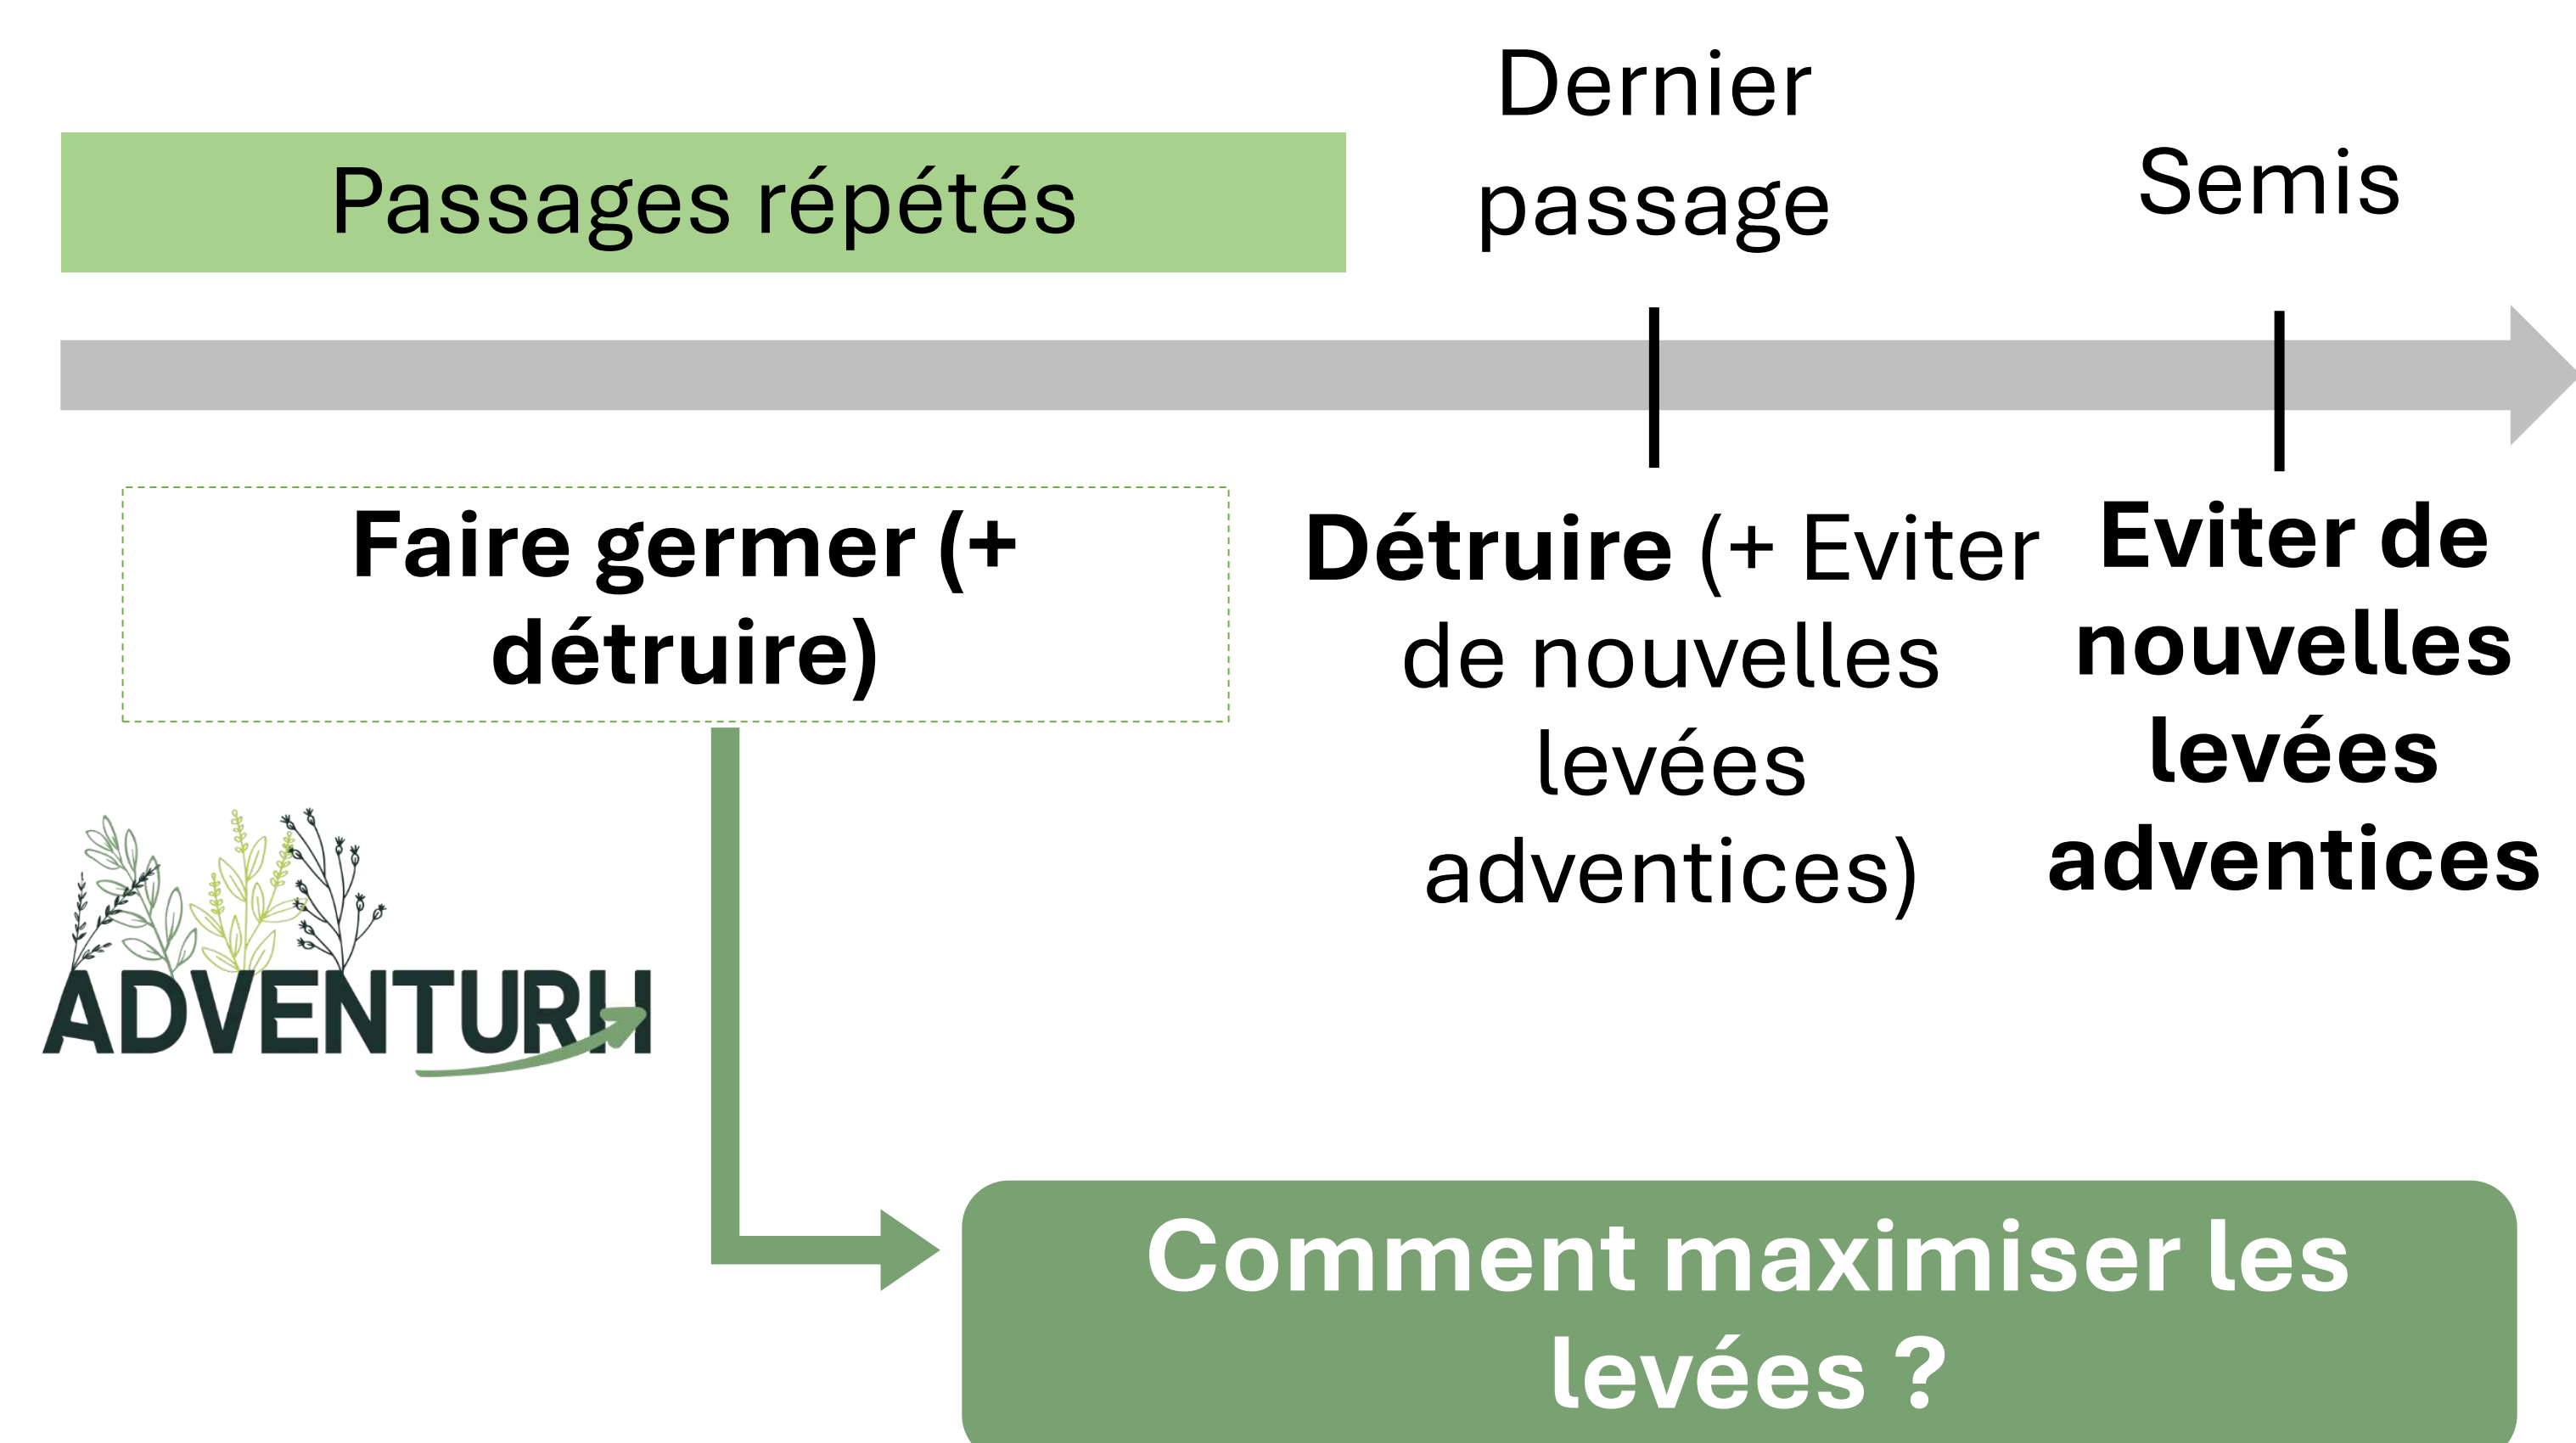 Passages répétés
Dernier
passage
Semis
Faire germer (+
détruire)
Détruire (+ Eviter
de nouvelles
levées
adventices)
Eviter de
nouvelles
levées
adventices
ADVENTURH
Comment maximiser les
levées ?